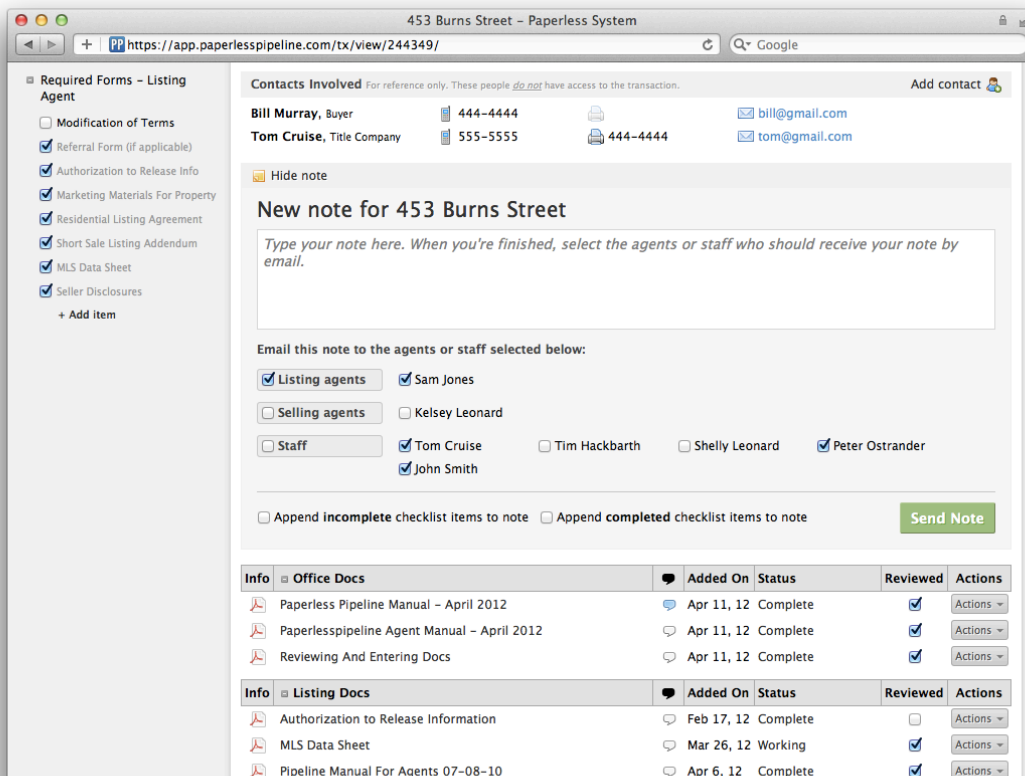 453 Burns Street – Paperless System
https://app.paperlesspipeline.com/tx/view/244349/
Google
Required Forms – Listing
Agent
Modification of Terms
Referral Form (if applicable)
Authorization to Release Info
Marketing Materials For Property
Residential Listing Agreement
Short Sale Listing Addendum
MLS Data Sheet
Seller Disclosures
+ Add item
Contacts Involved For reference only. These people do not have access to the transaction. Add contact
Bill Murray, Buyer 444-4444 bill@gmail.com
Tom Cruise, Title Company 555-5555 444-4444 tom@gmail.com
Hide note
New note for 453 Burns Street
Type your note here. When you're finished, select the agents or staff who should receive your note by
email.
Email this note to the agents or staff selected below:
Listing agents Sam Jones
Selling agents Kelsey Leonard
Staff Tom Cruise Tim Hackbarth Shelly Leonard Peter Ostrander
John Smith
Append incomplete checklist items to note Append completed checklist items to note Send Note
Info Office Docs Added On Status Reviewed Actions
Paperless Pipeline Manual – April 2012 Apr 11, 12 Complete Actions
Paperlesspipeline Agent Manual – April 2012 Apr 11, 12 Complete Actions
Reviewing And Entering Docs Apr 11, 12 Complete Actions
Info Listing Docs Added On Status Reviewed Actions
Authorization to Release Information Feb 17, 12 Complete Actions
MLS Data Sheet Mar 26, 12 Working Actions
Pipeline Manual For Agents 07-08-10 Apr 6, 12 Complete Actions